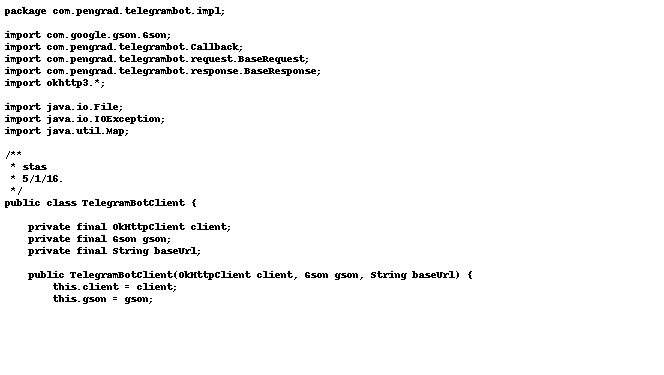 package com.pengrad.telegrambot.impl;

import com.google.gson.Gson;
import com.pengrad.telegrambot.Callback;
import com.pengrad.telegrambot.request.BaseRequest;
import com.pengrad.telegrambot.response.BaseResponse;
import okhttp3.*;

import java.io.File;
import java.io.IOException;
import java.util.Map;

/**
 * stas
 * 5/1/16.
 */
public class TelegramBotClient {

    private final OkHttpClient client;
    private final Gson gson;
    private final String baseUrl;

    public TelegramBotClient(OkHttpClient client, Gson gson, String baseUrl) {
        this.client = client;
        this.gson = gson;